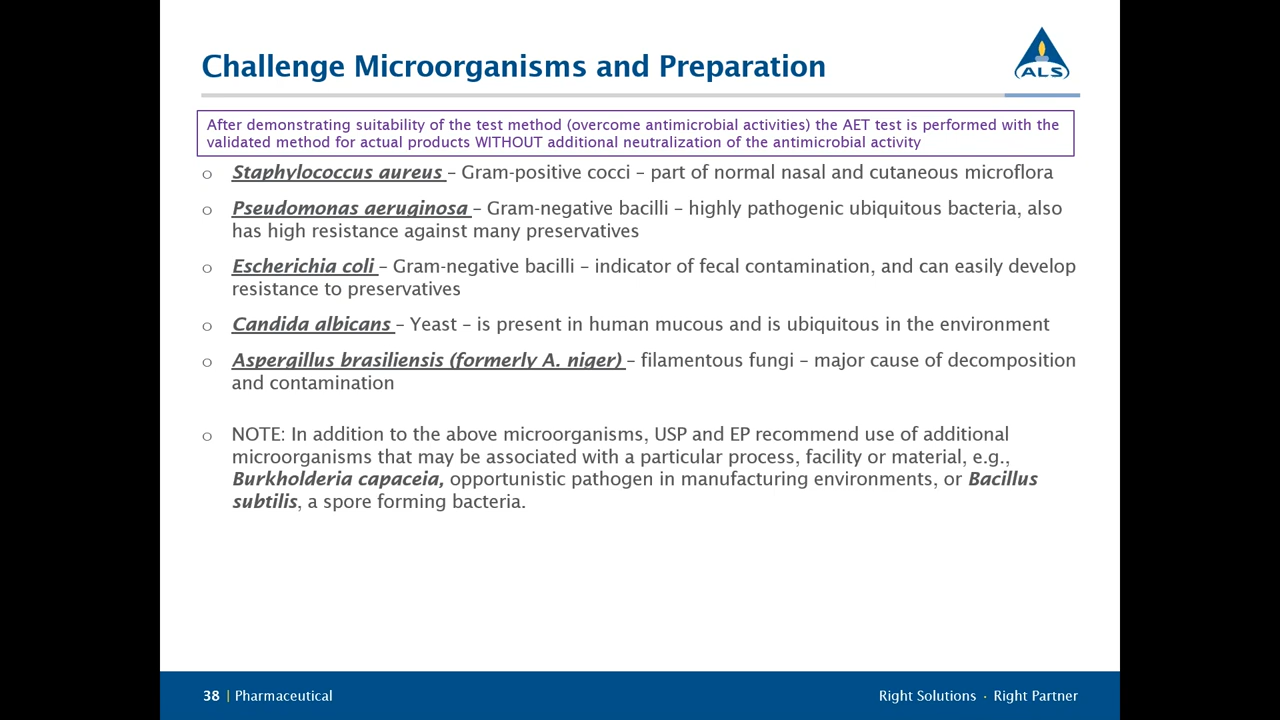 Challenge Microorganisms and Preparation
ALS
After demonstrating suitability of the test method (overcome antimicrobial activities) the AET test is performed with the
validated method for actual products WITHOUT additional neutralization of the antimicrobial activity
o Staphylococcus aureus – Gram-positive cocci – part of normal nasal and cutaneous microflora
o Pseudomonas aeruginosa – Gram-negative bacilli – highly pathogenic ubiquitous bacteria, also
has high resistance against many preservatives
o Escherichia coli – Gram-negative bacilli – indicator of fecal contamination, and can easily develop
resistance to preservatives
o Candida albicans – Yeast – is present in human mucous and is ubiquitous in the environment
o Aspergillus brasiliensis (formerly A. niger) – filamentous fungi – major cause of decomposition
and contamination
o NOTE: In addition to the above microorganisms, USP and EP recommend use of additional
microorganisms that may be associated with a particular process, facility or material, e.g.,
Burkholderia capaceia, opportunistic pathogen in manufacturing environments, or Bacillus
subtilis, a spore forming bacteria.
38 | Pharmaceutical
Right Solutions · Right Partner